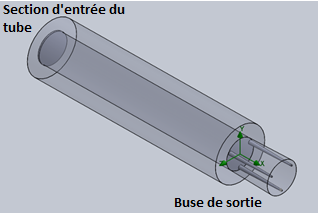 Section d'entrée du
tube
Y
X
Buse de sortie